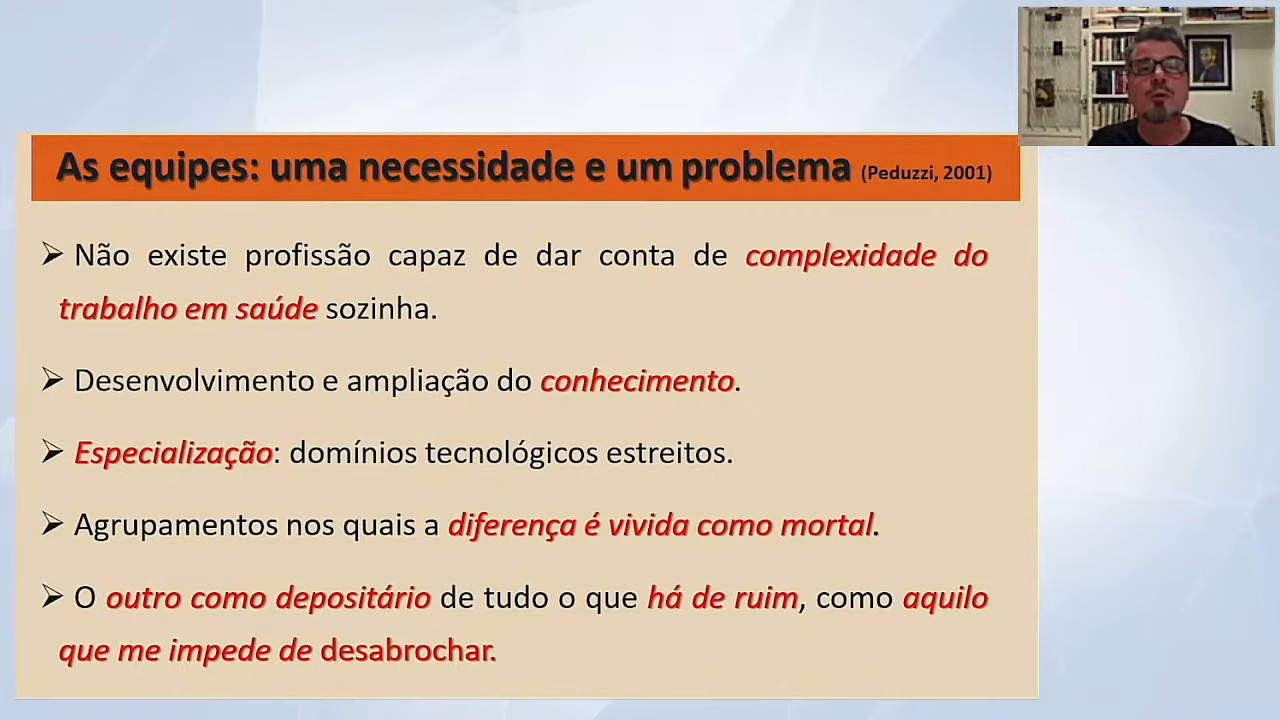 As equipes: uma necessidade e um problema (Peduzzi, 2001)
➢ Não existe profissão capaz de dar conta de complexidade do
trabalho em saúde sozinha.
➢ Desenvolvimento e ampliação do conhecimento.
➢ Especialização: domínios tecnológicos estreitos.
➢ Agrupamentos nos quais a diferença é vivida como mortal.
➢ O outro como depositário de tudo o que há de ruim, como aquilo
que me impede de desabrochar.